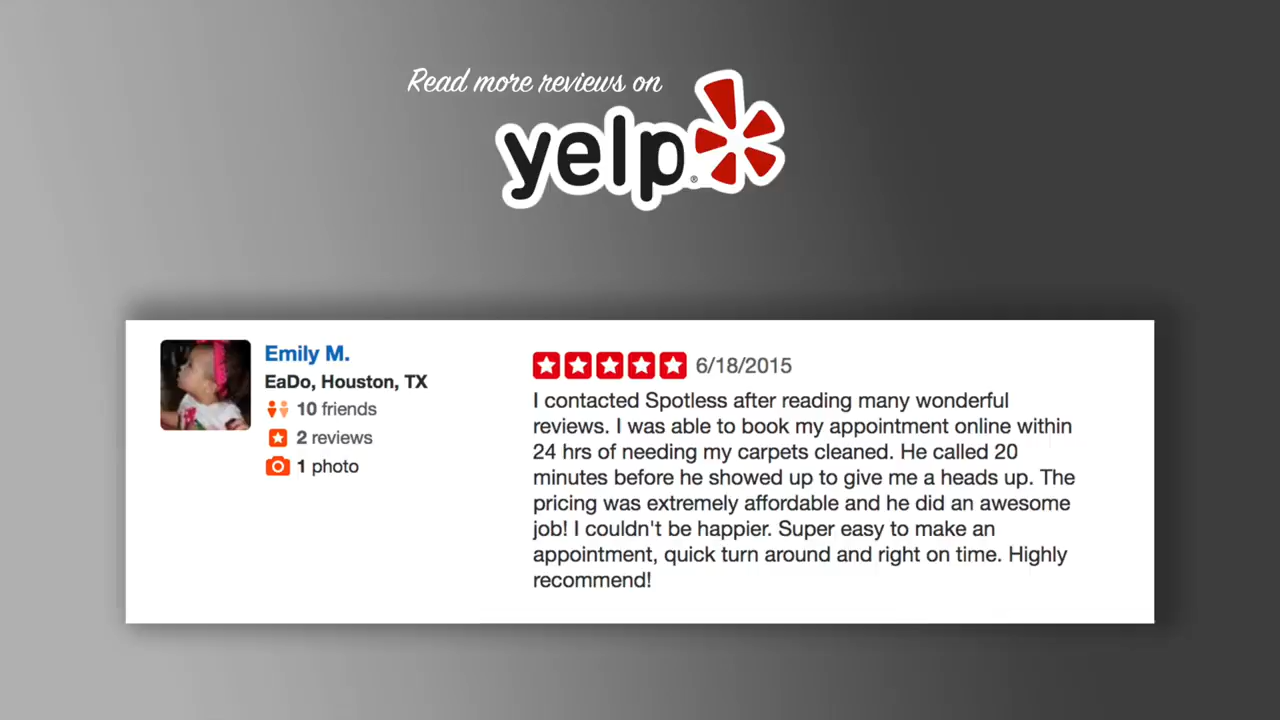 Read more reviews on
yelp
Emily M.
EaDo, Houston, TX
10 friends
2 reviews
1 photo
6/18/2015
I contacted Spotless after reading many wonderful
reviews. I was able to book my appointment online within
24 hrs of needing my carpets cleaned. He called 20
minutes before he showed up to give me a heads up. The
pricing was extremely affordable and he did an awesome
job! I couldn't be happier. Super easy to make an
appointment, quick turn around and right on time. Highly
recommend!